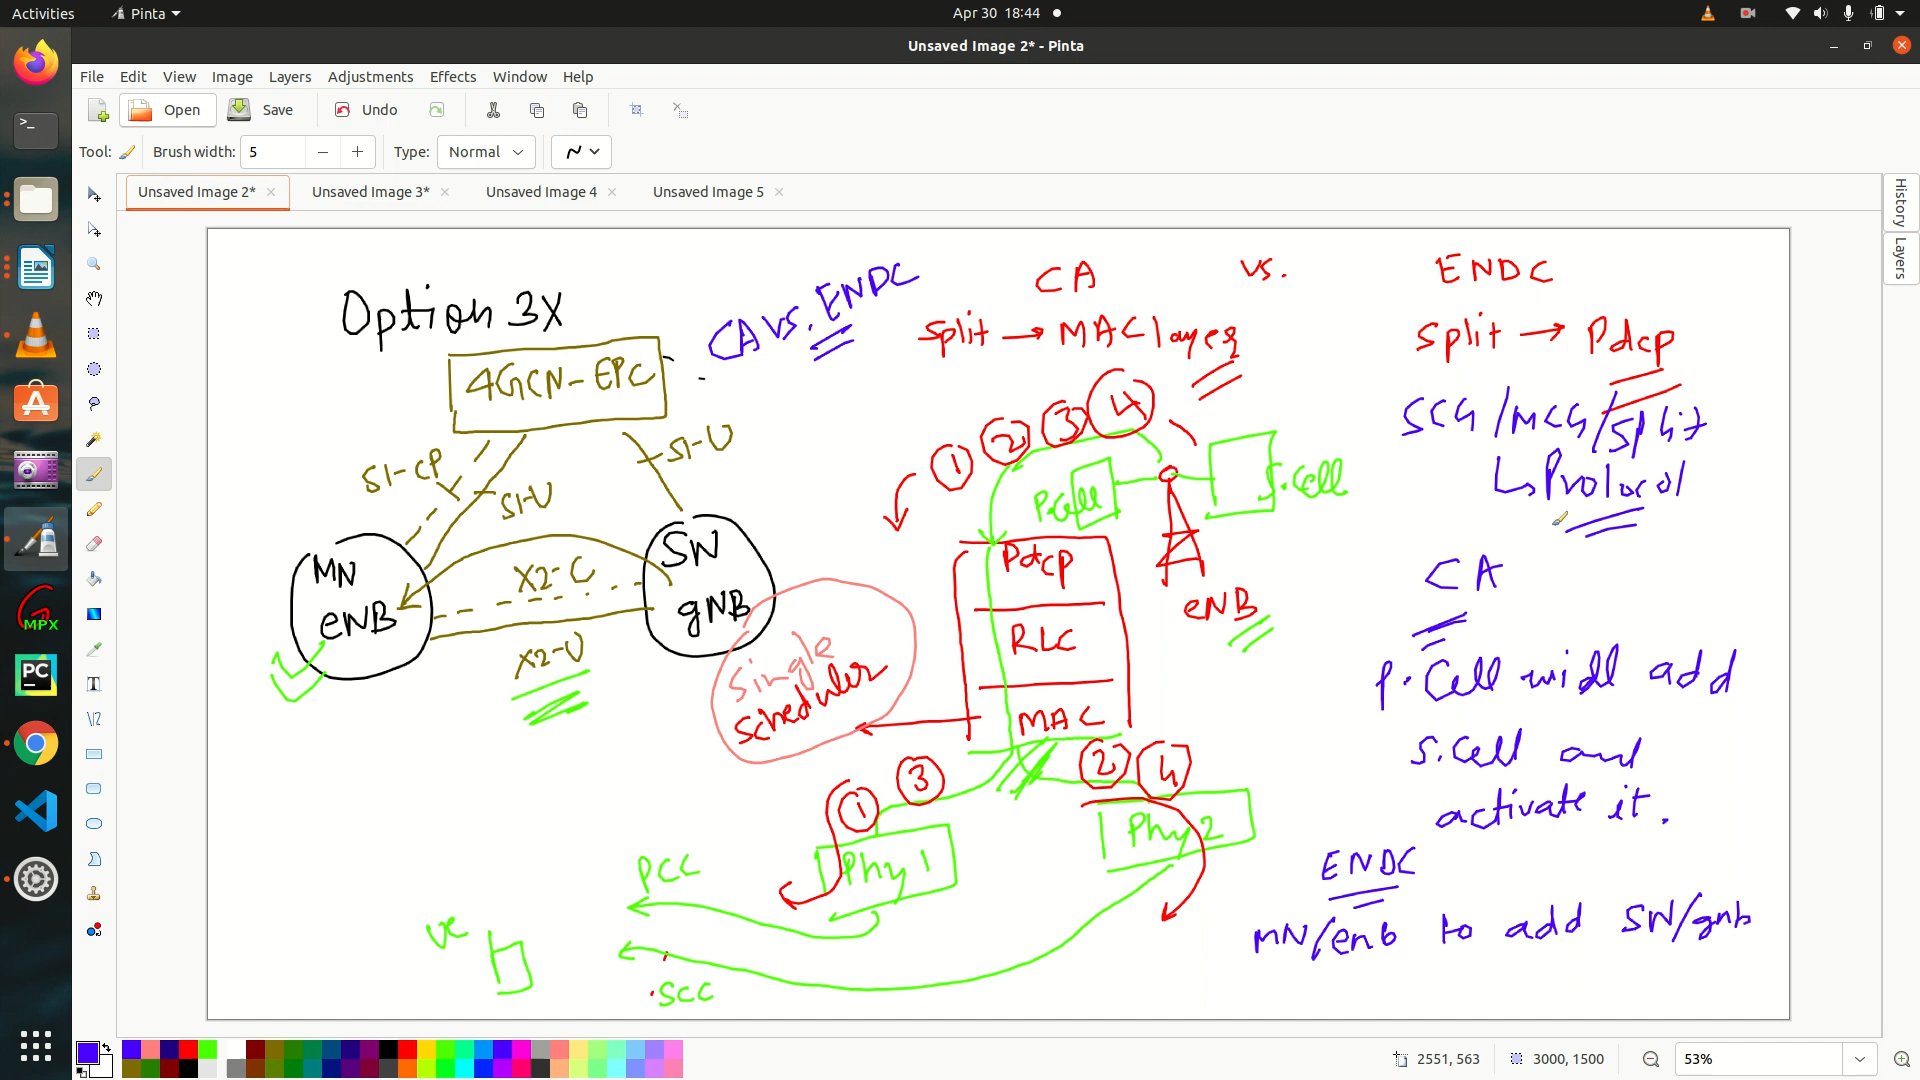 Activities
Pinta
Apr 30 18:44
Unsaved Image 2* - Pinta
File Edit View Image Layers Adjustments Effects Window Help
Open Save Undo
Tool: Brush width: 5 Type: Normal
Unsaved Image 2* Unsaved Image 3* Unsaved Image 4 Unsaved Image 5
History
Layers
Option 3X
CA vs. ENDC
4GCN-EPC
S1-CP
S1-U
S1-U
MN
eNB
X2-C
X2-U
SN
gNB
CA vs. ENDC
split → MAC layer
split → Pdcp
1 2 3 4
P.cell
S.cell
eNB
Pdcp
RLC
MAC
Single
Scheduler
1 3
2 4
Phy 1
Phy 2
PCC
SCC
ue
SCG/MCG/split
Protocol
CA
P.Cell will add
S.Cell and
activate it.
ENDC
MN/enb to add SN/gnb
MPX
PC
2551, 563
3000, 1500
53%